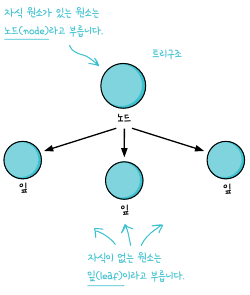 자식 원소가 있는 원소는
노드(node)라고 부릅니다.
트리구조
노드
잎
잎
잎
자식이 없는 원소는
잎(leaf)이라고 부릅니다.